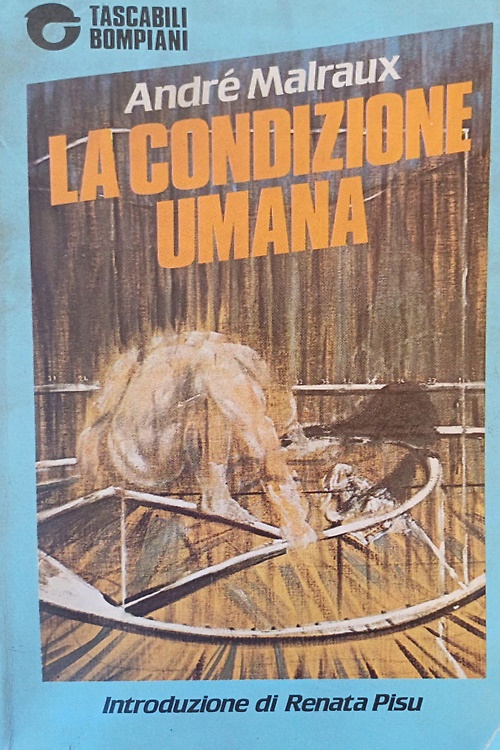 TASCABILI
BOMPIANI
André Malraux
LA CONDIZIONE
UMANA
Introduzione di Renata Pisu